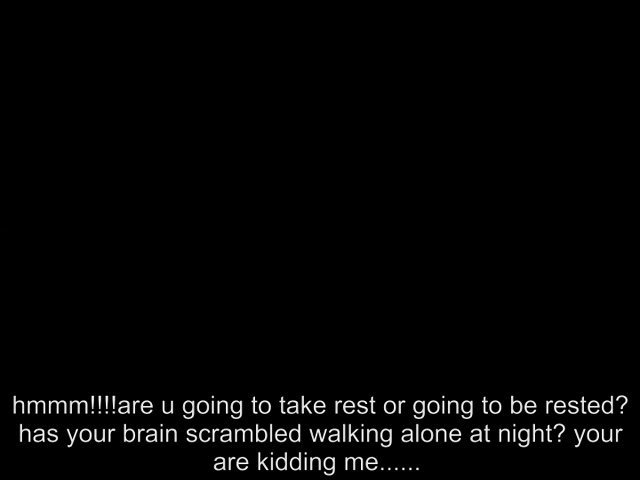 hmmm!!!!are u going to take rest or going to be rested?
has your brain scrambled walking alone at night? your
are kidding me......